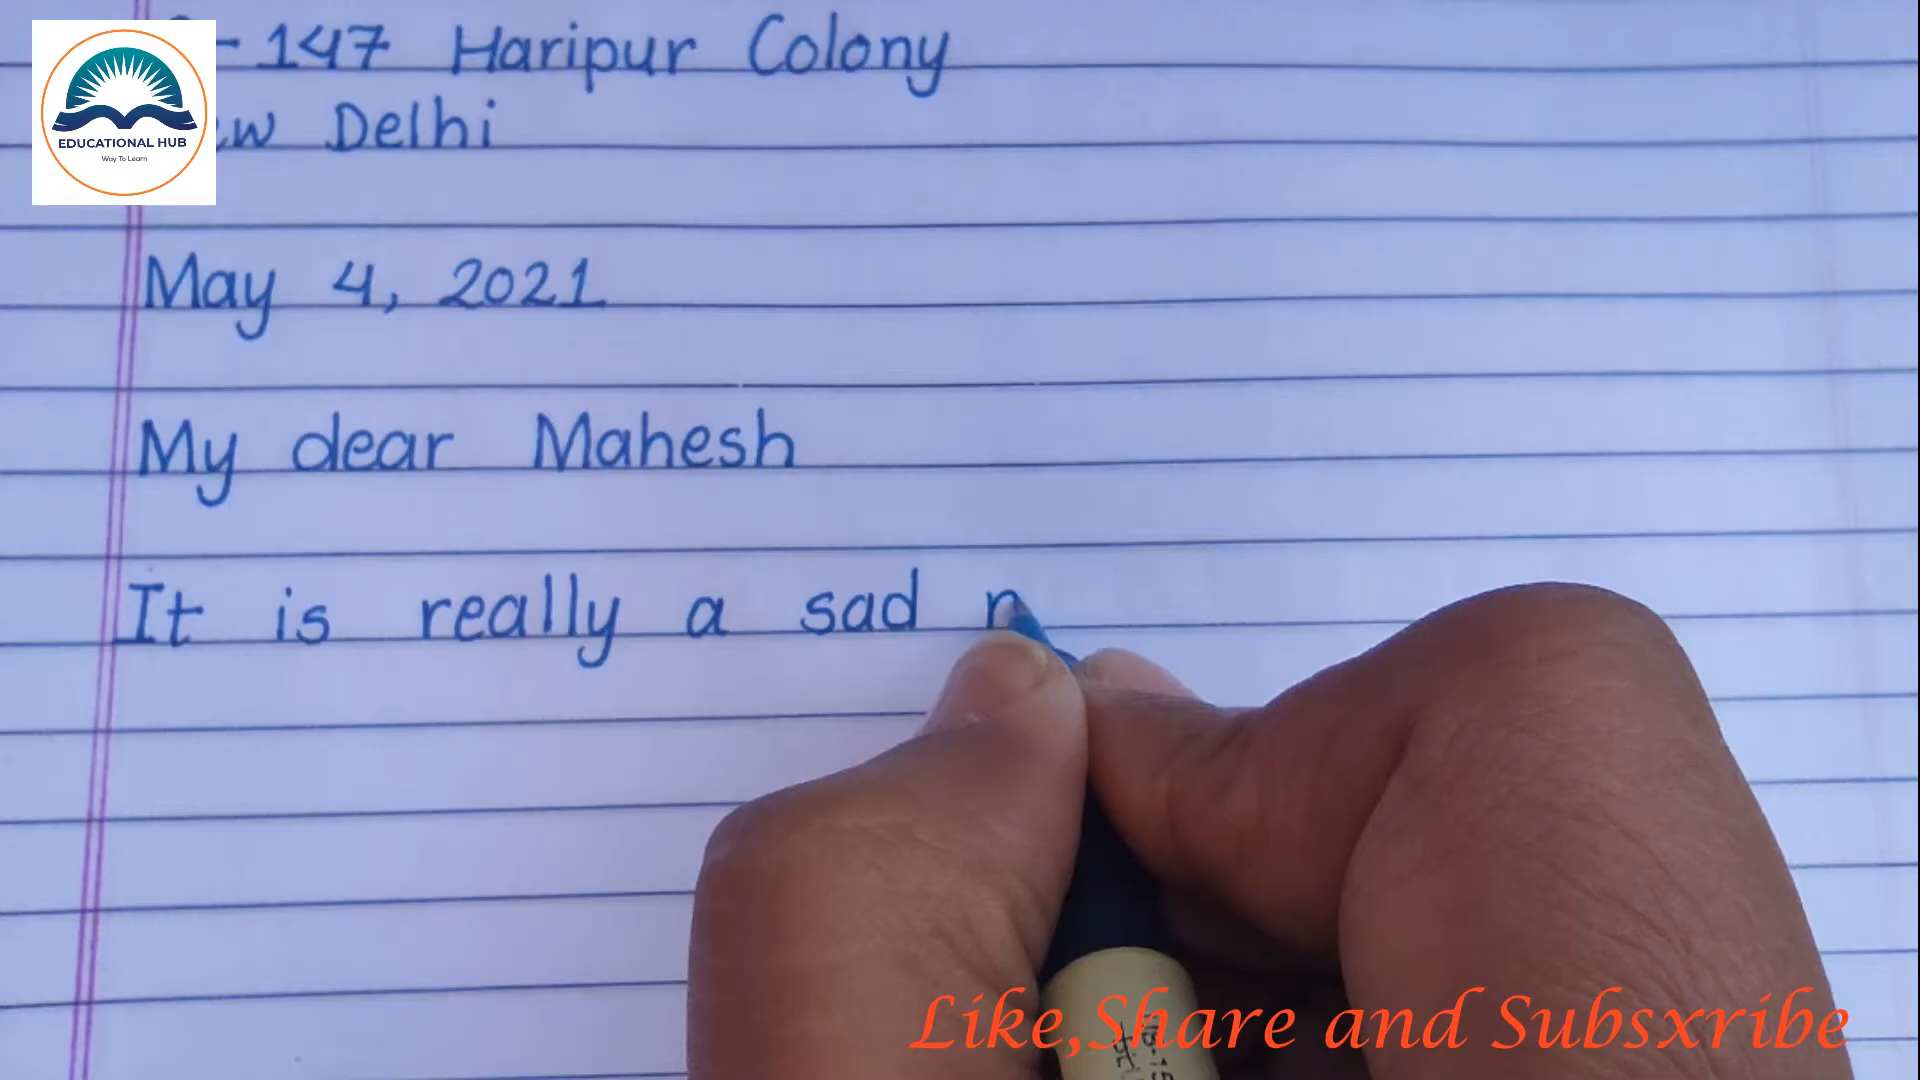 -147 Haripur Colony
EDUCATIONAL HUB
Way To Learn
Delhi
May 4, 2021
My dear Mahesh
It is really a sad n
Like,Share and Subsxribe